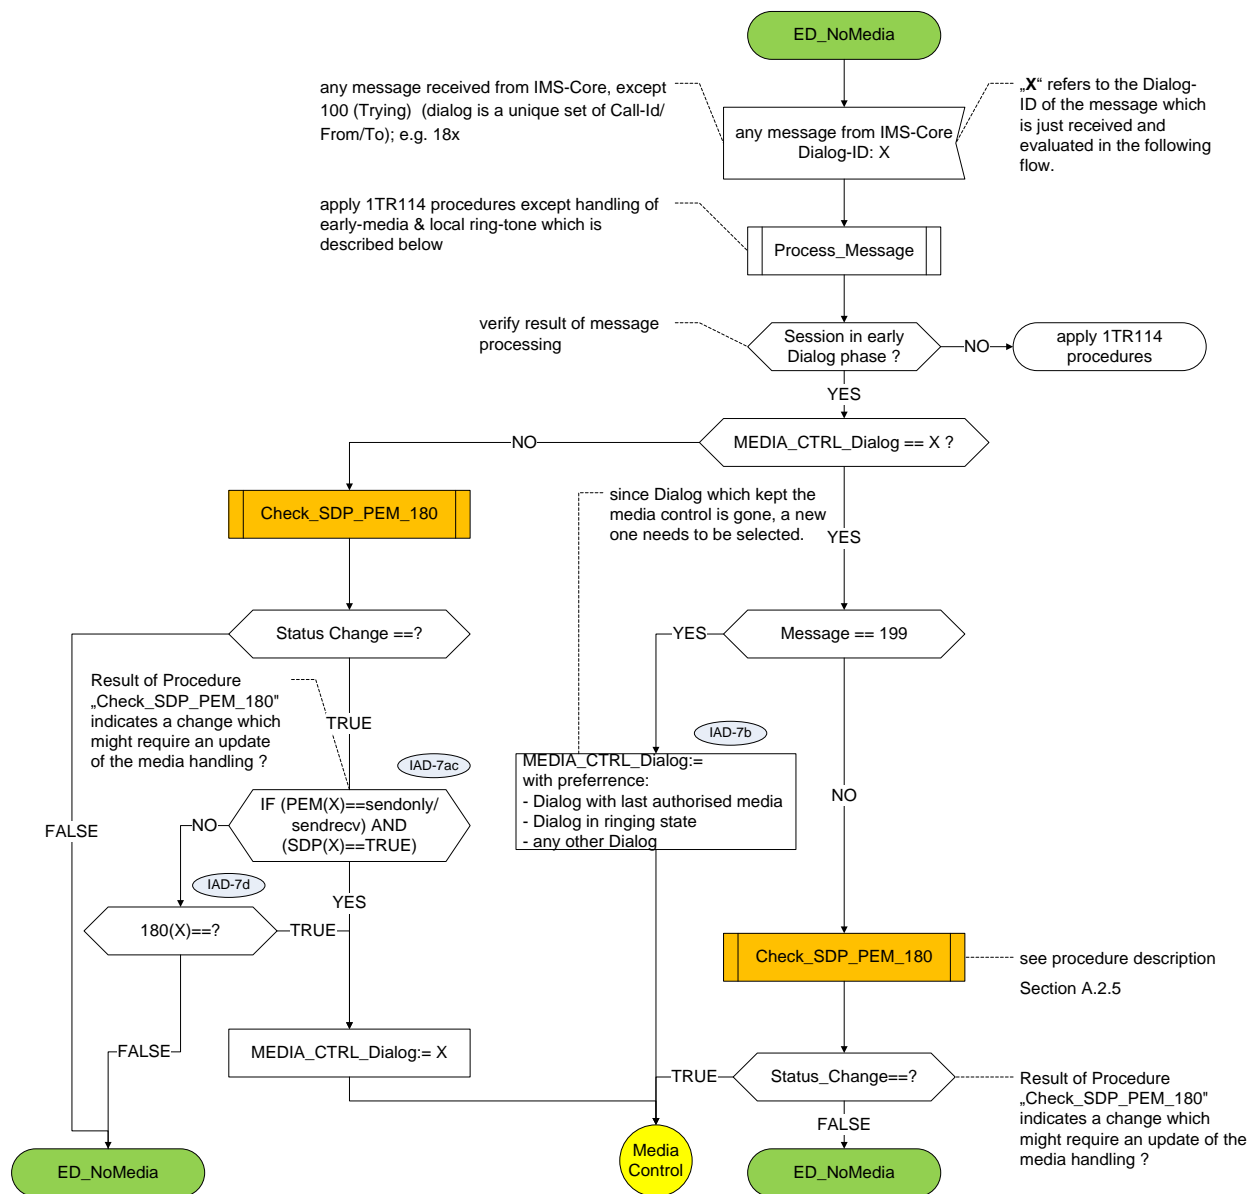 ED_NoMedia
any message received from IMS-Core, except
100 (Trying)  (dialog is a unique set of Call-Id/
From/To); e.g. 18x
any message from IMS-Core
Dialog-ID: X
„X“ refers to the Dialog-
ID of the message which
is just received and
evaluated in the following
flow.
apply 1TR114 procedures except handling of
early-media & local ring-tone which is
described below
Process_Message
verify result of message
processing
Session in early
Dialog phase ?
NO
apply 1TR114
procedures
YES
MEDIA_CTRL_Dialog == X ?
NO
Check_SDP_PEM_180
since Dialog which kept the
media control is gone, a new
one needs to be selected.
YES
Status Change ==?
YES
Message == 199
Result of Procedure
„Check_SDP_PEM_180"
indicates a change which
might require an update
of the media handling ?
TRUE
IAD-7ac
IAD-7b
MEDIA_CTRL_Dialog:=
with preferrence:
- Dialog with last authorised media
- Dialog in ringing state
- any other Dialog
NO
FALSE
NO
IF (PEM(X)==sendonly/
sendrecv) AND
(SDP(X)==TRUE)
IAD-7d
YES
180(X)==?
TRUE
Check_SDP_PEM_180
see procedure description
Section A.2.5
FALSE
MEDIA_CTRL_Dialog:= X
TRUE
Status_Change==?
Result of Procedure
„Check_SDP_PEM_180"
indicates a change which
might require an update of the
media handling ?
FALSE
ED_NoMedia
Media
Control
ED_NoMedia